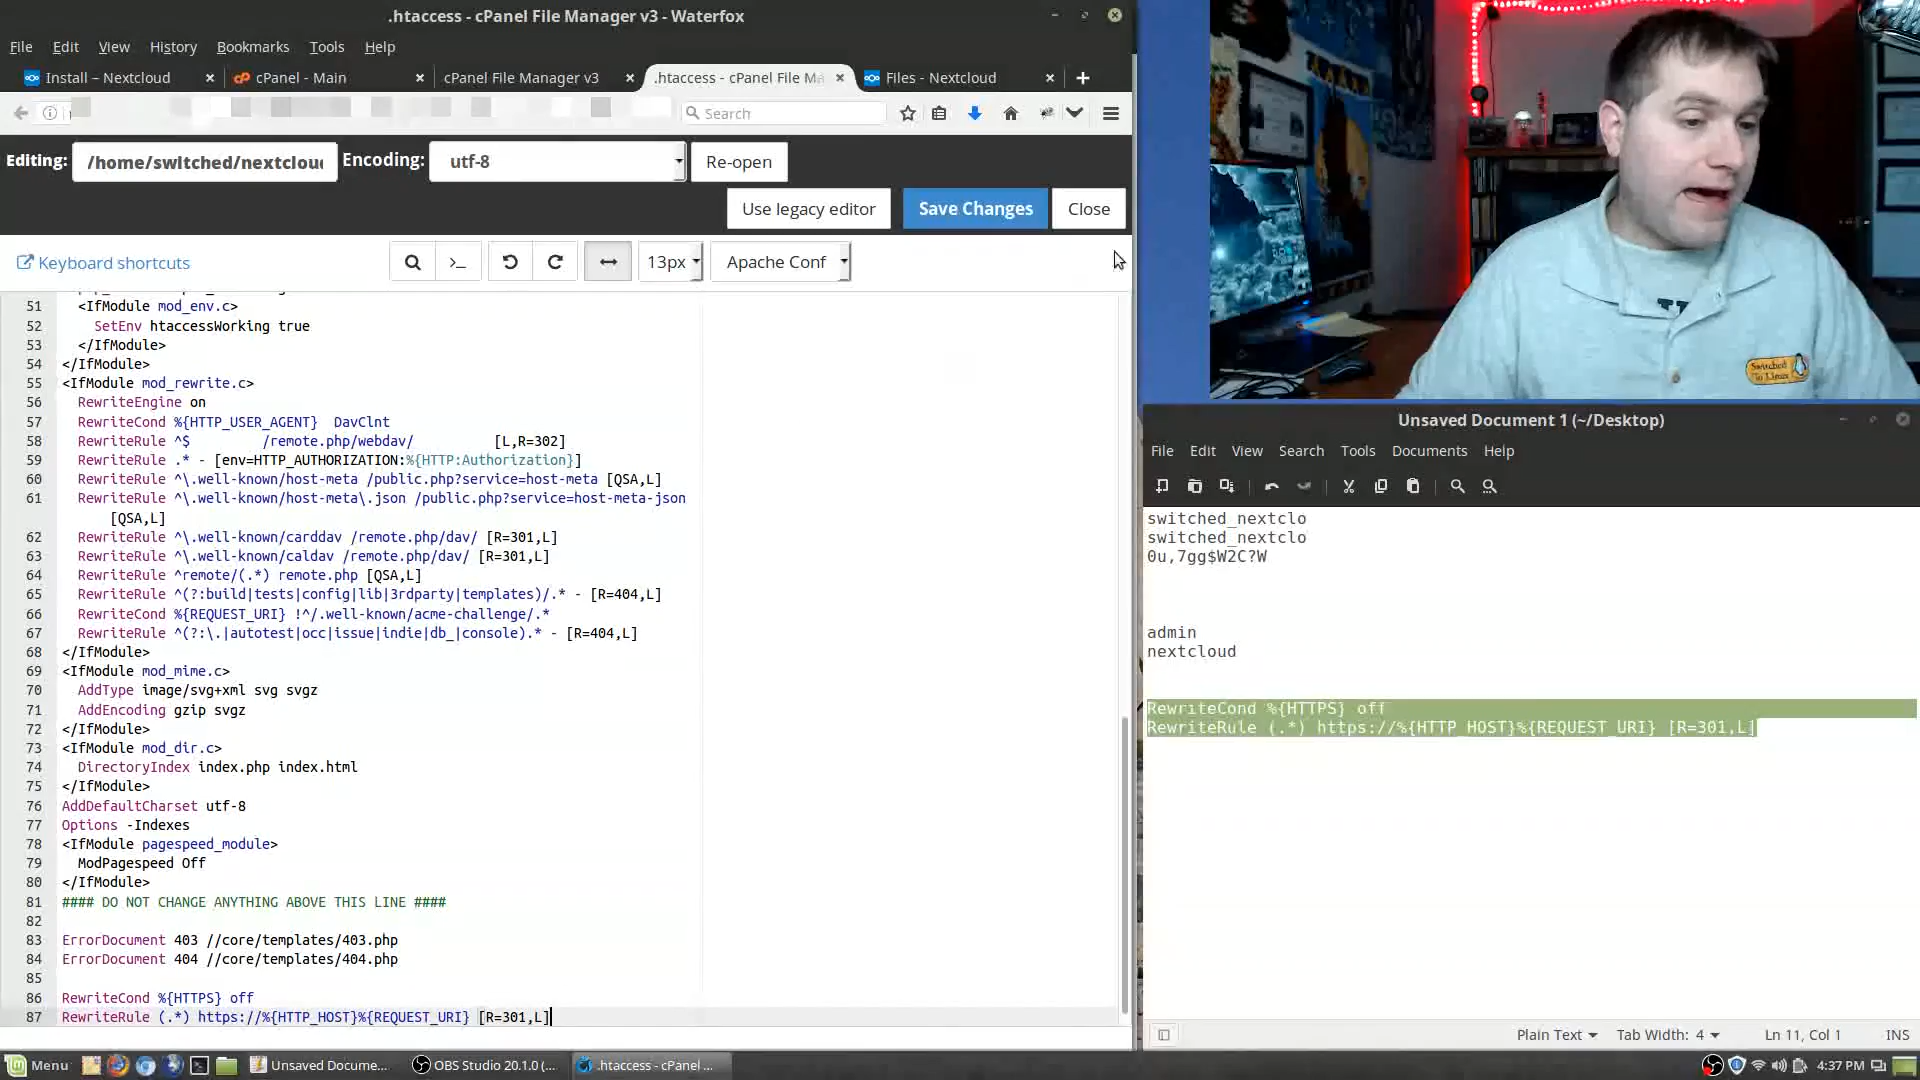 .htaccess - cPanel File Manager v3 - Waterfox
File Edit View History Bookmarks Tools Help
Install – Nextcloud
cPanel - Main
cPanel File Manager v3
.htaccess - cPanel File Ma
Files - Nextcloud
Search
Editing: /home/switched/nextclou
Encoding: utf-8
Re-open
Use legacy editor
Save Changes
Close
Keyboard shortcuts
13px
Apache Conf
51 <IfModule mod_env.c>
52 SetEnv htaccessWorking true
53 </IfModule>
54 </IfModule>
55 <IfModule mod_rewrite.c>
56 RewriteEngine on
57 RewriteCond %{HTTP_USER_AGENT} DavClnt
58 RewriteRule ^$ /remote.php/webdav/ [L,R=302]
59 RewriteRule .* - [env=HTTP_AUTHORIZATION:%{HTTP:Authorization}]
60 RewriteRule ^\.well-known/host-meta /public.php?service=host-meta [QSA,L]
61 RewriteRule ^\.well-known/host-meta\.json /public.php?service=host-meta-json
[QSA,L]
62 RewriteRule ^\.well-known/carddav /remote.php/dav/ [R=301,L]
63 RewriteRule ^\.well-known/caldav /remote.php/dav/ [R=301,L]
64 RewriteRule ^remote/(.*) remote.php [QSA,L]
65 RewriteRule ^(?:build|tests|config|lib|3rdparty|templates)/.* - [R=404,L]
66 RewriteCond %{REQUEST_URI} !^/.well-known/acme-challenge/.*
67 RewriteRule ^(?:\.|autotest|occ|issue|indie|db_|console).* - [R=404,L]
68 </IfModule>
69 <IfModule mod_mime.c>
70 AddType image/svg+xml svg svgz
71 AddEncoding gzip svgz
72 </IfModule>
73 <IfModule mod_dir.c>
74 DirectoryIndex index.php index.html
75 </IfModule>
76 AddDefaultCharset utf-8
77 Options -Indexes
78 <IfModule pagespeed_module>
79 ModPagespeed Off
80 </IfModule>
81 #### DO NOT CHANGE ANYTHING ABOVE THIS LINE ####
82
83 ErrorDocument 403 //core/templates/403.php
84 ErrorDocument 404 //core/templates/404.php
85
86 RewriteCond %{HTTPS} off
87 RewriteRule (.*) https://%{HTTP_HOST}%{REQUEST_URI} [R=301,L]
Switched To Linux
Unsaved Document 1 (~/Desktop)
File Edit View Search Tools Documents Help
switched_nextclo
switched_nextclo
0u,7gg$W2C?W
admin
nextcloud
RewriteCond %{HTTPS} off
RewriteRule (.*) https://%{HTTP_HOST}%{REQUEST_URI} [R=301,L]
Plain Text
Tab Width: 4
Ln 11, Col 1
INS
Menu
Unsaved Docume...
OBS Studio 20.1.0 (...
.htaccess - cPanel ...
4:37 PM